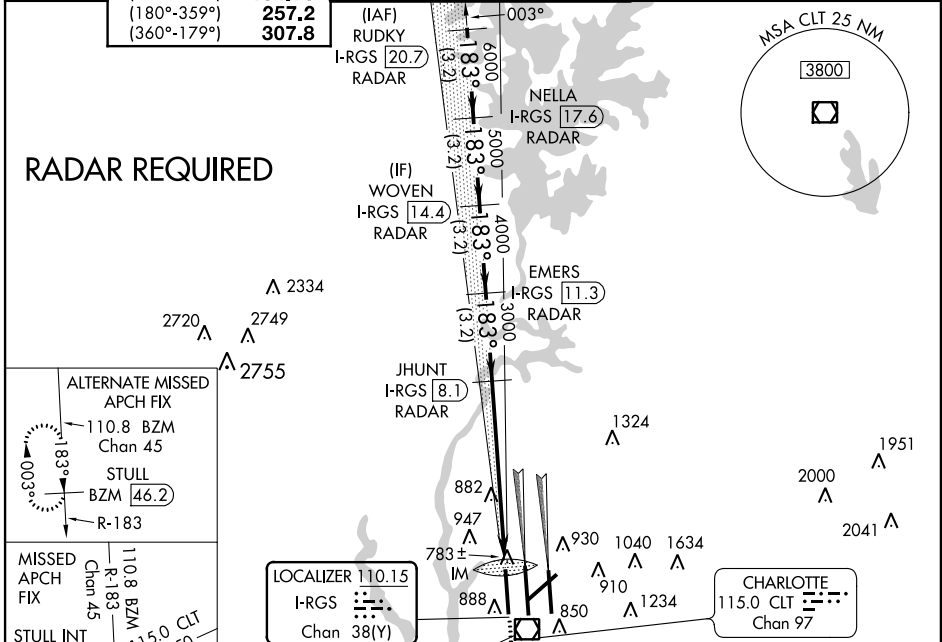 (180°-359°) 257.2
(360°-179°) 307.8
(IAF)
RUDKY
I-RGS 20.7
RADAR
003°
183°
6000
(3.2)
NELLA
I-RGS 17.6
RADAR
183°
5000
(3.2)
MSA CLT 25 NM
3800
RADAR REQUIRED
(IF)
WOVEN
I-RGS 14.4
RADAR
183°
4000
(3.2)
EMERS
I-RGS 11.3
RADAR
183°
3000
(3.2)
2334
2720
2749
2755
JHUNT
I-RGS 8.1
RADAR
ALTERNATE MISSED
APCH FIX
110.8 BZM
Chan 45
183°
003°
STULL
BZM 46.2
R-183
1324
1951
2000
2041
882
947
783±
IM
930
1040
1634
910
888
850
1234
MISSED
APCH
FIX
110.8 BZM
Chan 45
R-183
115.0 CLT
STULL INT
LOCALIZER 110.15
I-RGS
Chan 38(Y)
CHARLOTTE
115.0 CLT
Chan 97